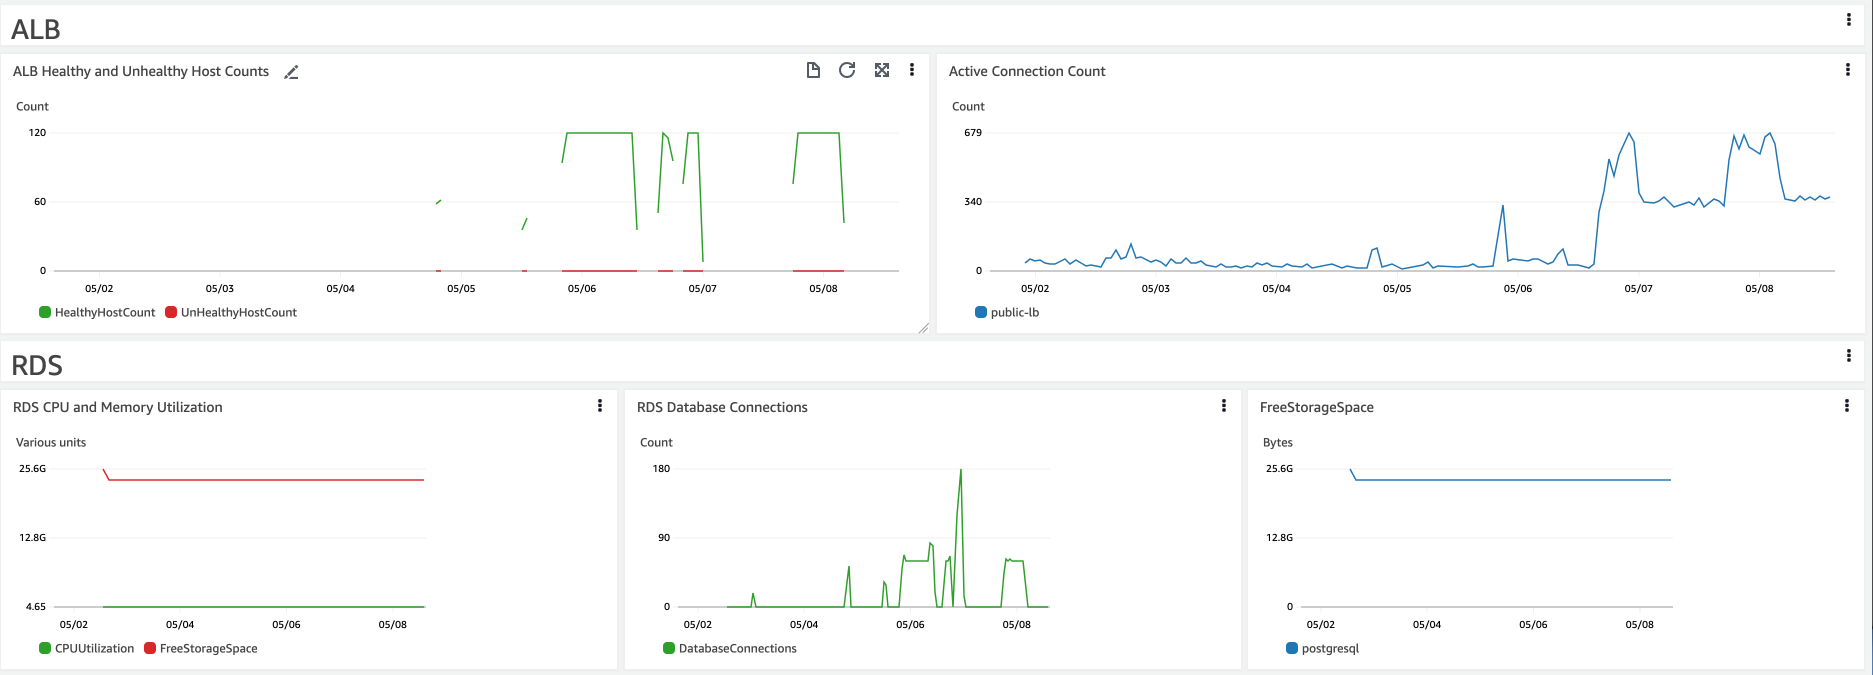 ALB
ALB Healthy and Unhealthy Host Counts
Count
120
60
0
05/02 05/03 05/04 05/05 05/06 05/07 05/08
HealthyHostCount UnHealthyHostCount
Active Connection Count
Count
679
340
0
05/02 05/03 05/04 05/05 05/06 05/07 05/08
public-lb
RDS
RDS CPU and Memory Utilization
Various units
25.6G
12.8G
4.65
05/02 05/04 05/06 05/08
CPUUtilization FreeStorageSpace
RDS Database Connections
Count
180
90
0
05/02 05/04 05/06 05/08
DatabaseConnections
FreeStorageSpace
Bytes
25.6G
12.8G
0
05/02 05/04 05/06 05/08
postgresql